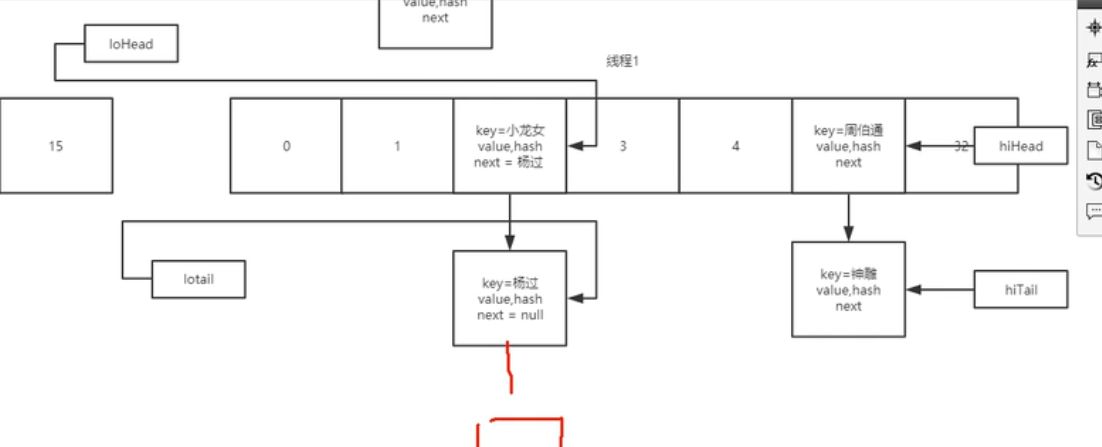 value,hash
next
loHead
线程1
15
0
1
key=小龙女
value,hash
next = 杨过
3
4
key=周伯通
value,hash
next
32
hiHead
lotail
key=杨过
value,hash
next = null
key=神雕
value,hash
next
hiTail